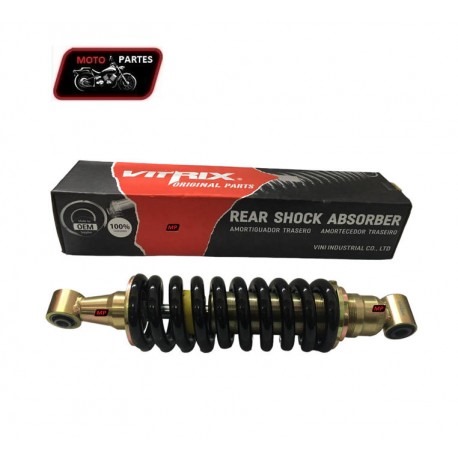 MOTO PARTES
VITRIX
ORIGINAL PARTS
OEM
100%
MP
REAR SHOCK ABSORBER
AMORTIGUADOR TRASERO AMORTECEDOR TRASEIRO
VINI INDUSTRIAL CO., LTD
MP
MP
MP